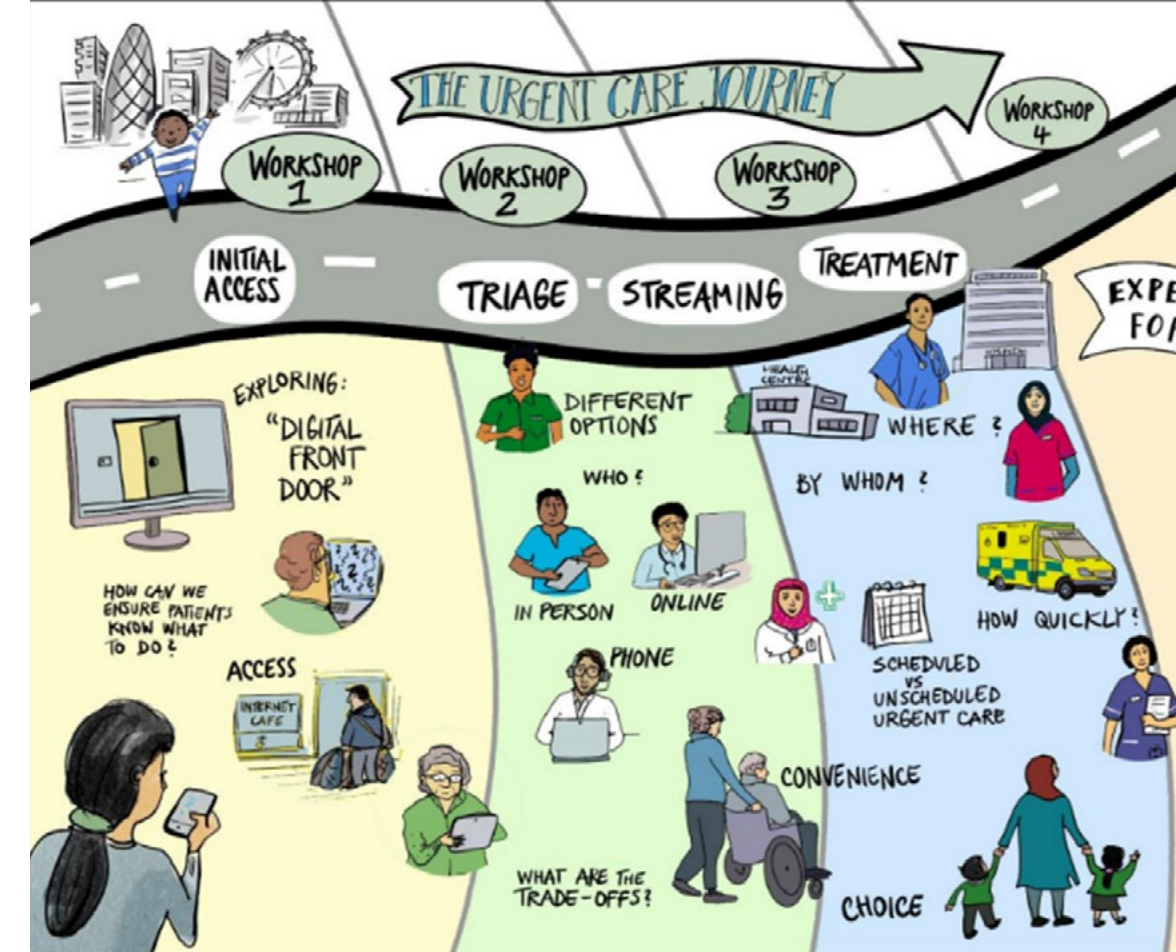 THE URGENT CARE JOURNEY
WORKSHOP
1
WORKSHOP
2
WORKSHOP
3
WORKSHOP
4
INITIAL
ACCESS
TRIAGE - STREAMING
TREATMENT
EXPLORING:
"DIGITAL
FRONT
DOOR"
HOW CAN WE
ENSURE PATIENTS
KNOW WHAT
TO DO?
ACCESS
INTERNET
CAFE
DIFFERENT
OPTIONS
WHO?
IN PERSON
ONLINE
PHONE
WHAT ARE THE
TRADE-OFFS?
HEALTH
CENTRE
HOSPITAL
WHERE?
BY WHOM?
HOW QUICKLY?
SCHEDULED
VS
UNSCHEDULED
URGENT CARE
CONVENIENCE
CHOICE
EXPE
FO